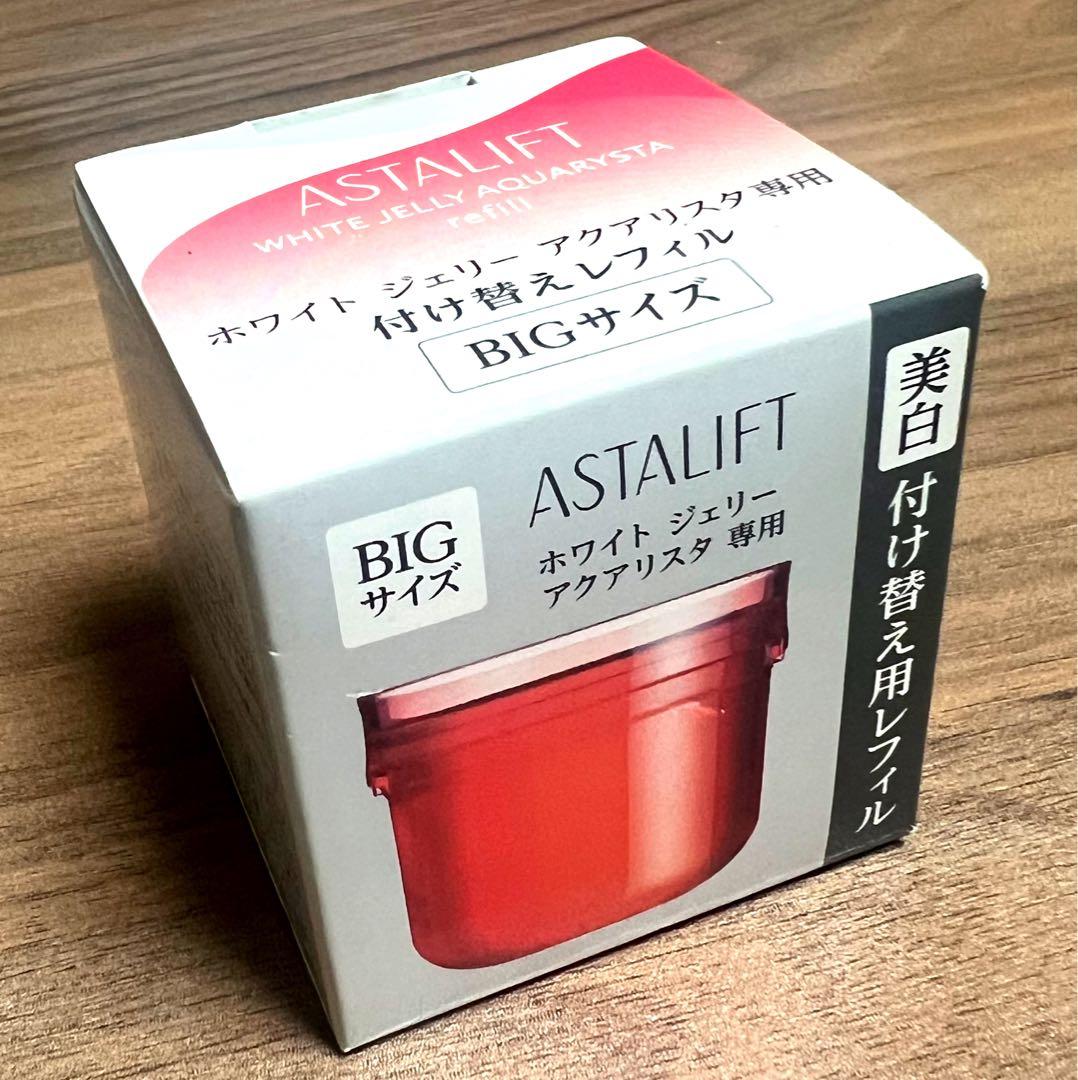 ASTALIFT
WHITE JELLY AQUARYSTA
refill
ホワイト ジェリー アクアリスタ 専用
付け替えレフィル
BIGサイズ
BIG
サイズ
ASTALIFT
ホワイト ジェリー
アクアリスタ 専用
美白
付け替え用レフィル